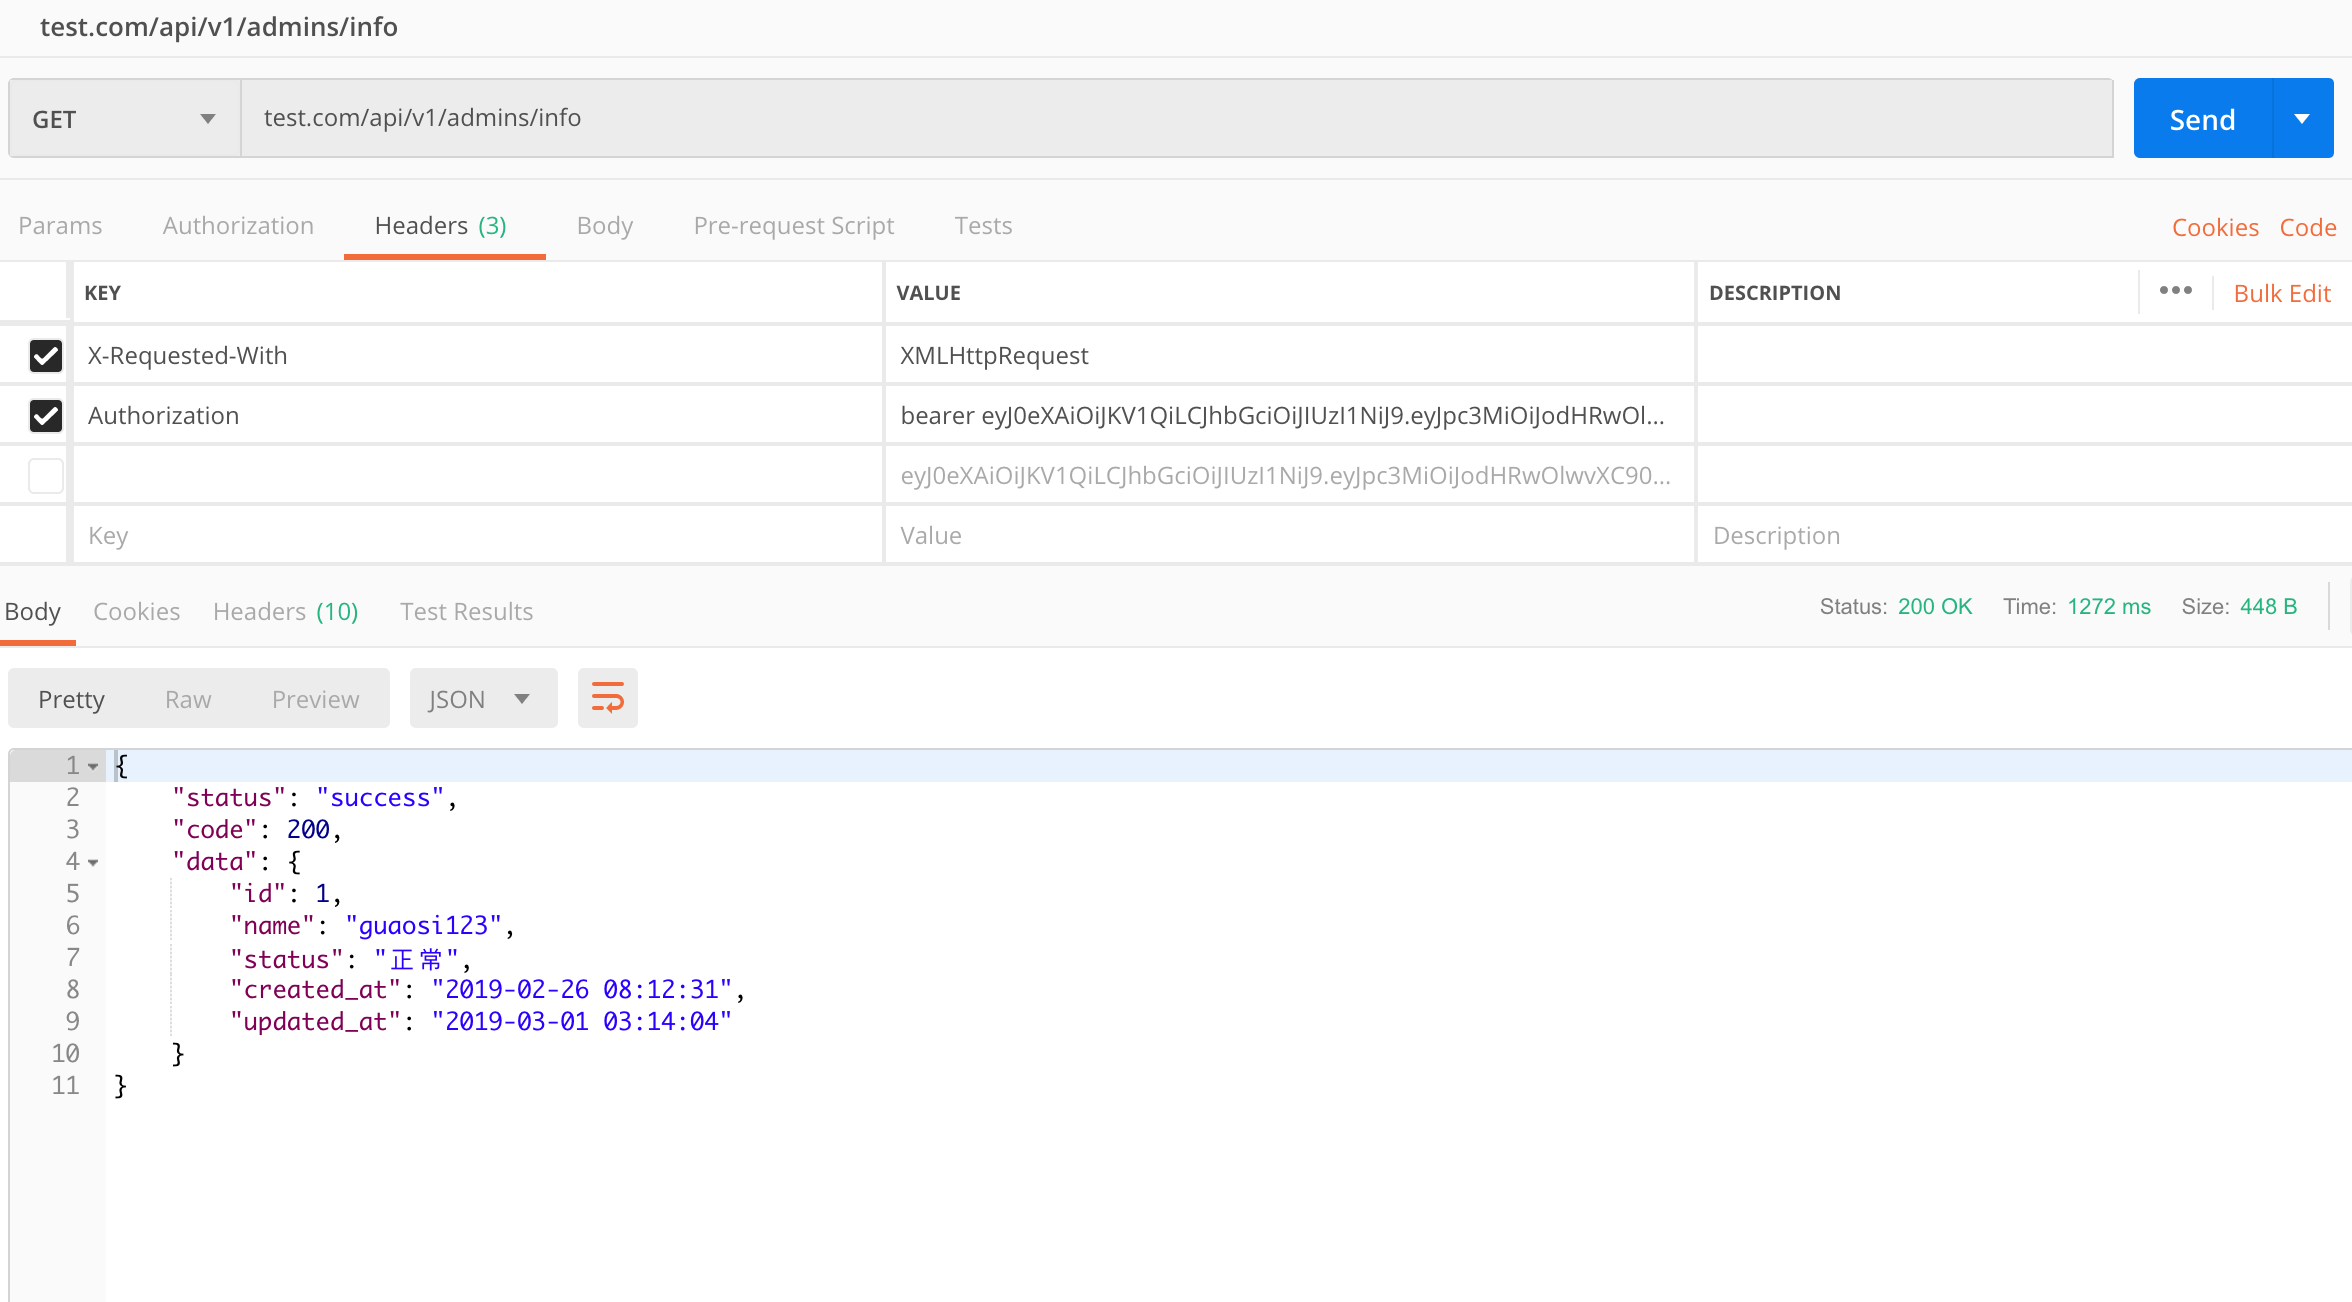 test.com/api/v1/admins/info
GET test.com/api/v1/admins/info Send
Params Authorization Headers (3) Body Pre-request Script Tests Cookies Code
KEY VALUE DESCRIPTION ••• Bulk Edit
X-Requested-With XMLHttpRequest
Authorization bearer eyJ0eXAiOiJKV1QiLCJhbGciOiJIUzI1NiJ9.eyJpc3MiOiJodHRwOl...
eyJ0eXAiOiJKV1QiLCJhbGciOiJIUzI1NiJ9.eyJpc3MiOiJodHRwOlwvXC90...
Key Value Description
Body Cookies Headers (10) Test Results Status: 200 OK Time: 1272 ms Size: 448 B
Pretty Raw Preview JSON
1 {
2 "status": "success",
3 "code": 200,
4 "data": {
5 "id": 1,
6 "name": "guaosi123",
7 "status": "正常",
8 "created_at": "2019-02-26 08:12:31",
9 "updated_at": "2019-03-01 03:14:04"
10 }
11 }